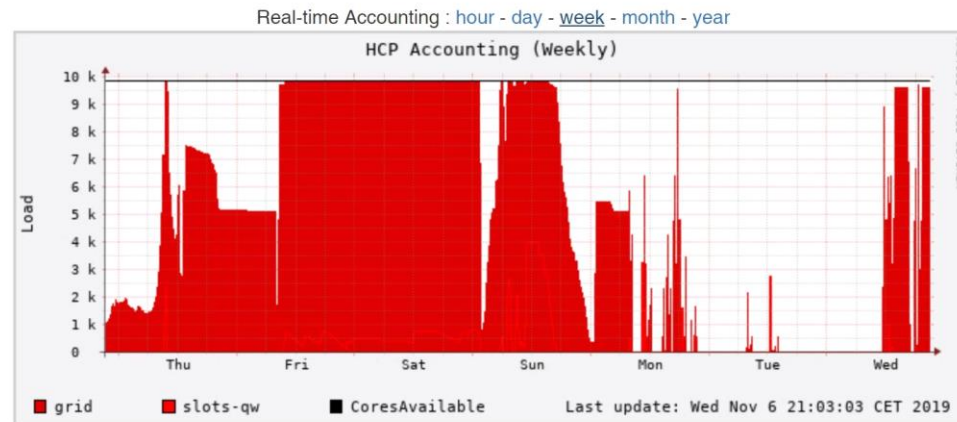 Real-time Accounting : hour - day - week - month - year
HCP Accounting (Weekly)
Load
10 k
9 k
8 k
7 k
6 k
5 k
4 k
3 k
2 k
1 k
0
Thu Fri Sat Sun Mon Tue Wed
grid slots-qw CoresAvailable Last update: Wed Nov 6 21:03:03 CET 2019